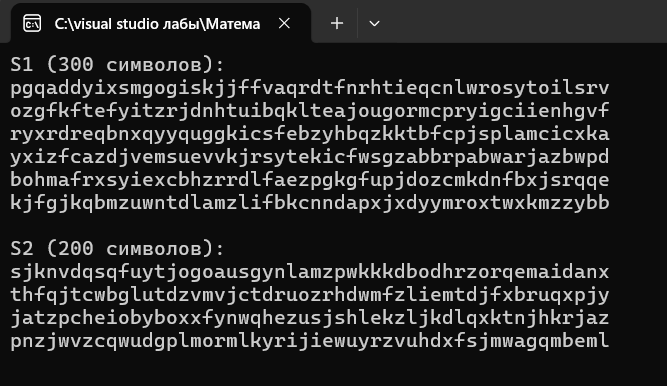 C:\visual studio лабы\Матема
S1 (300 символов):
pgqaddyixsmgogiskjjffvaqrdtfnrhtieqcnlwrosytoilsrv
ozgfkftefyitzrjdnhtuibqklteajougormcpryigciienhgvf
ryxrdreqbnxqyyquggkicsfebzyhbqzkktbfcpjsplamcicxka
yxizfcazdjvemsuevvkjrsytekicfwsgzabbrpabwarjazbwpd
bohmafrxsyiexcbhzrrdlfaezpgkgfupjdozcmkdnfbxjsrqqe
kjfgjkqbmzuwntdlamzlifbkcnndapxjxdyymroxtwxkmzzybb
S2 (200 символов):
sjknvdqsqfuytjogoausgynlamzpwkkkdbodhrzorqemaidanx
thfqjtcwbglutdzvmvjctdruozrhdwmfzliemtdjfxbruqxpjy
jatzpcheiobyboxxfynwqhezusjshlekzljkdlqxktnjhkrjaz
pnzjwvzcqwudgplmormlkyrijiewuyrzvuhdxfsjmwagqmbeml